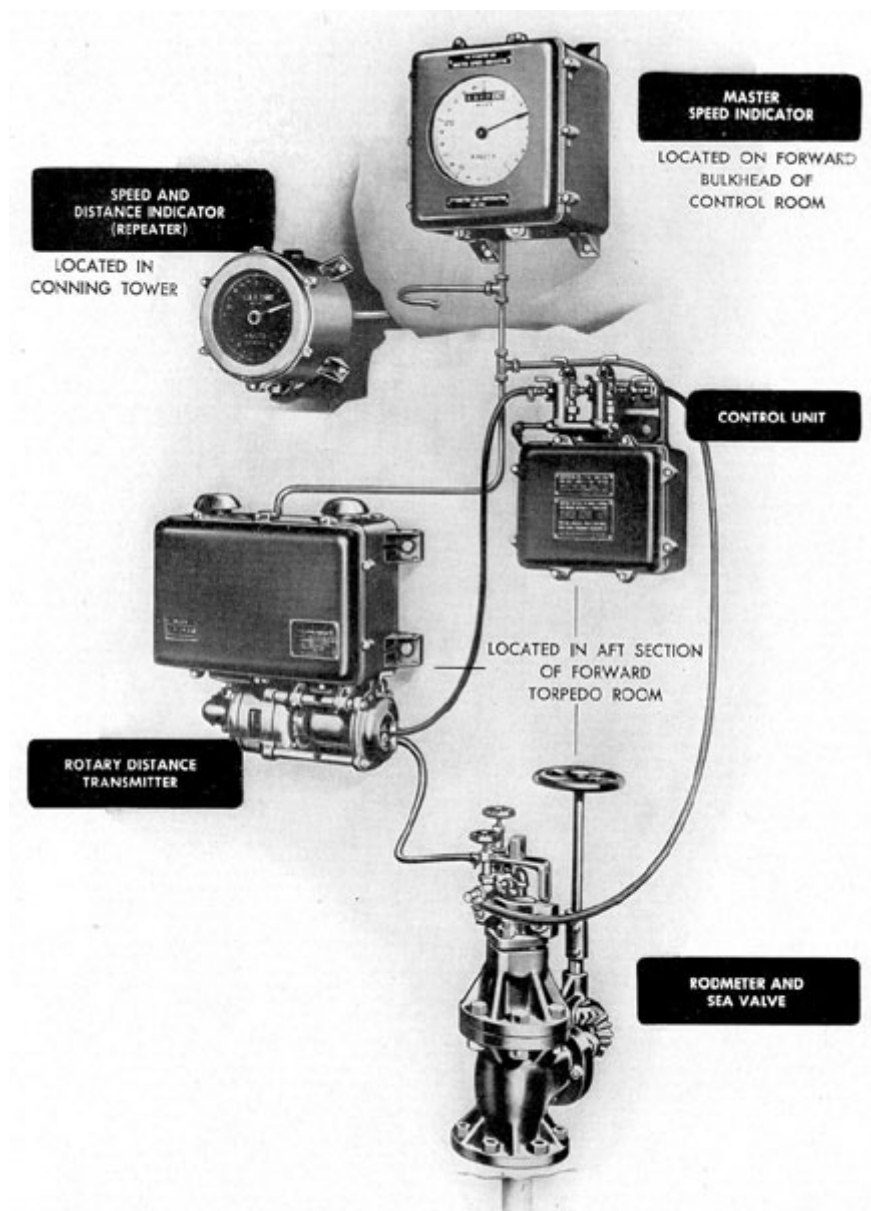 MASTER
SPEED INDICATOR
LOCATED ON FORWARD
BULKHEAD OF
CONTROL ROOM
SPEED AND
DISTANCE INDICATOR
(REPEATER)
LOCATED IN
CONNING TOWER
KNOTS
CONTROL UNIT
LOCATED IN AFT SECTION
OF FORWARD
TORPEDO ROOM
ROTARY DISTANCE
TRANSMITTER
RODMETER AND
SEA VALVE